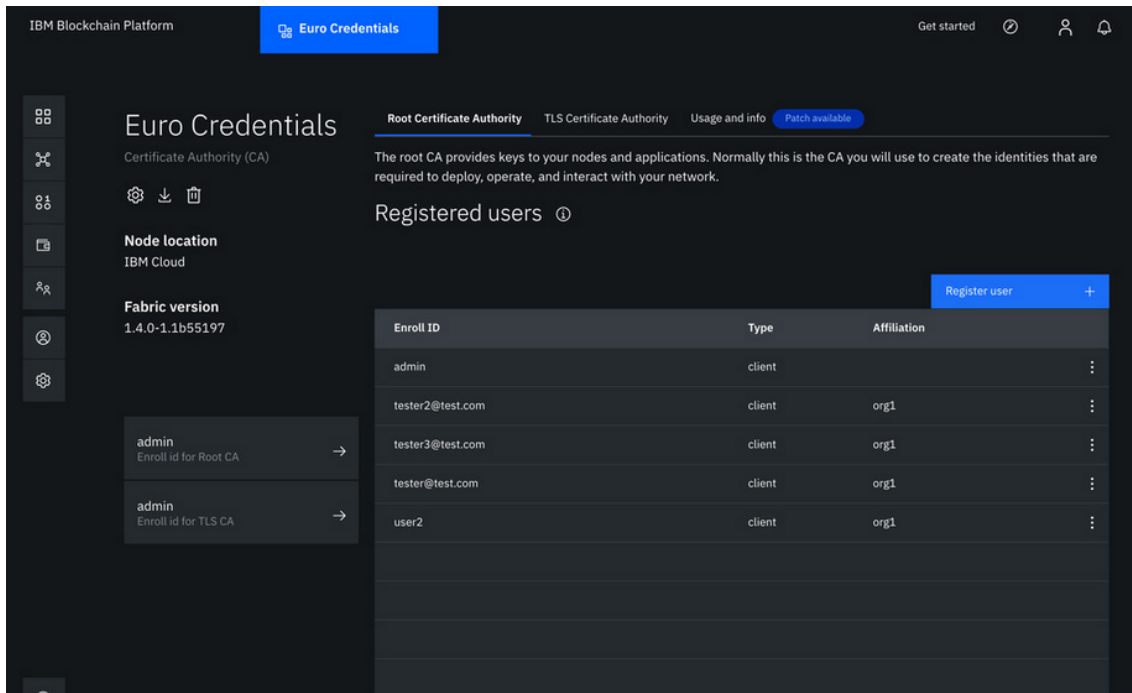 IBM Blockchain Platform
Euro Credentials
Get started
Euro Credentials
Certificate Authority (CA)
Node location
IBM Cloud
Fabric version
1.4.0-1.1b55197
admin
Enroll id for Root CA
admin
Enroll id for TLS CA
Root Certificate Authority
TLS Certificate Authority
Usage and info
Patch available
The root CA provides keys to your nodes and applications. Normally this is the CA you will use to create the identities that are
required to deploy, operate, and interact with your network.
Registered users
Register user +
Enroll ID Type Affiliation
admin client
tester2@test.com client org1
tester3@test.com client org1
tester@test.com client org1
user2 client org1